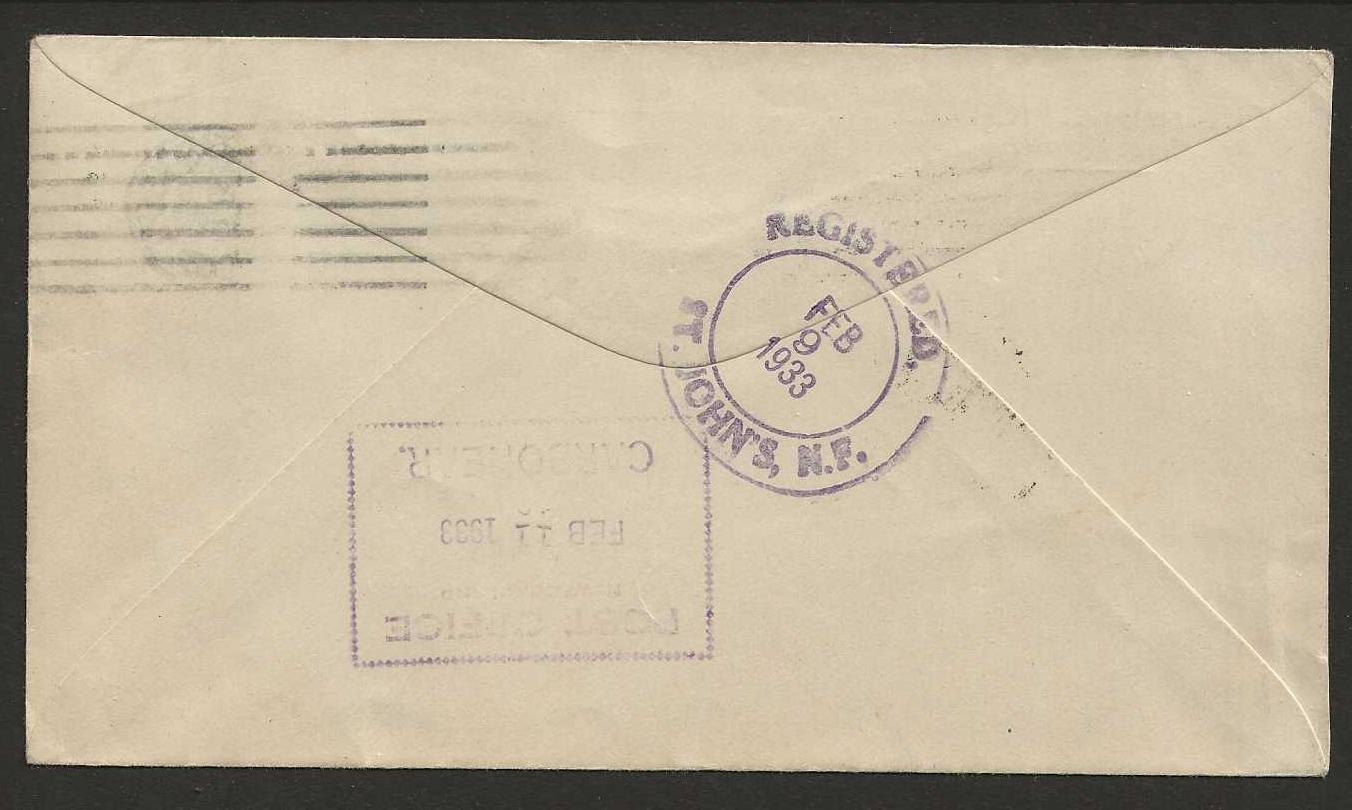 REGISTERED.
ST. JOHN'S, N.F.
FEB
9
1933
POST OFFICE
FEB 11 1933
CARBONEAR.